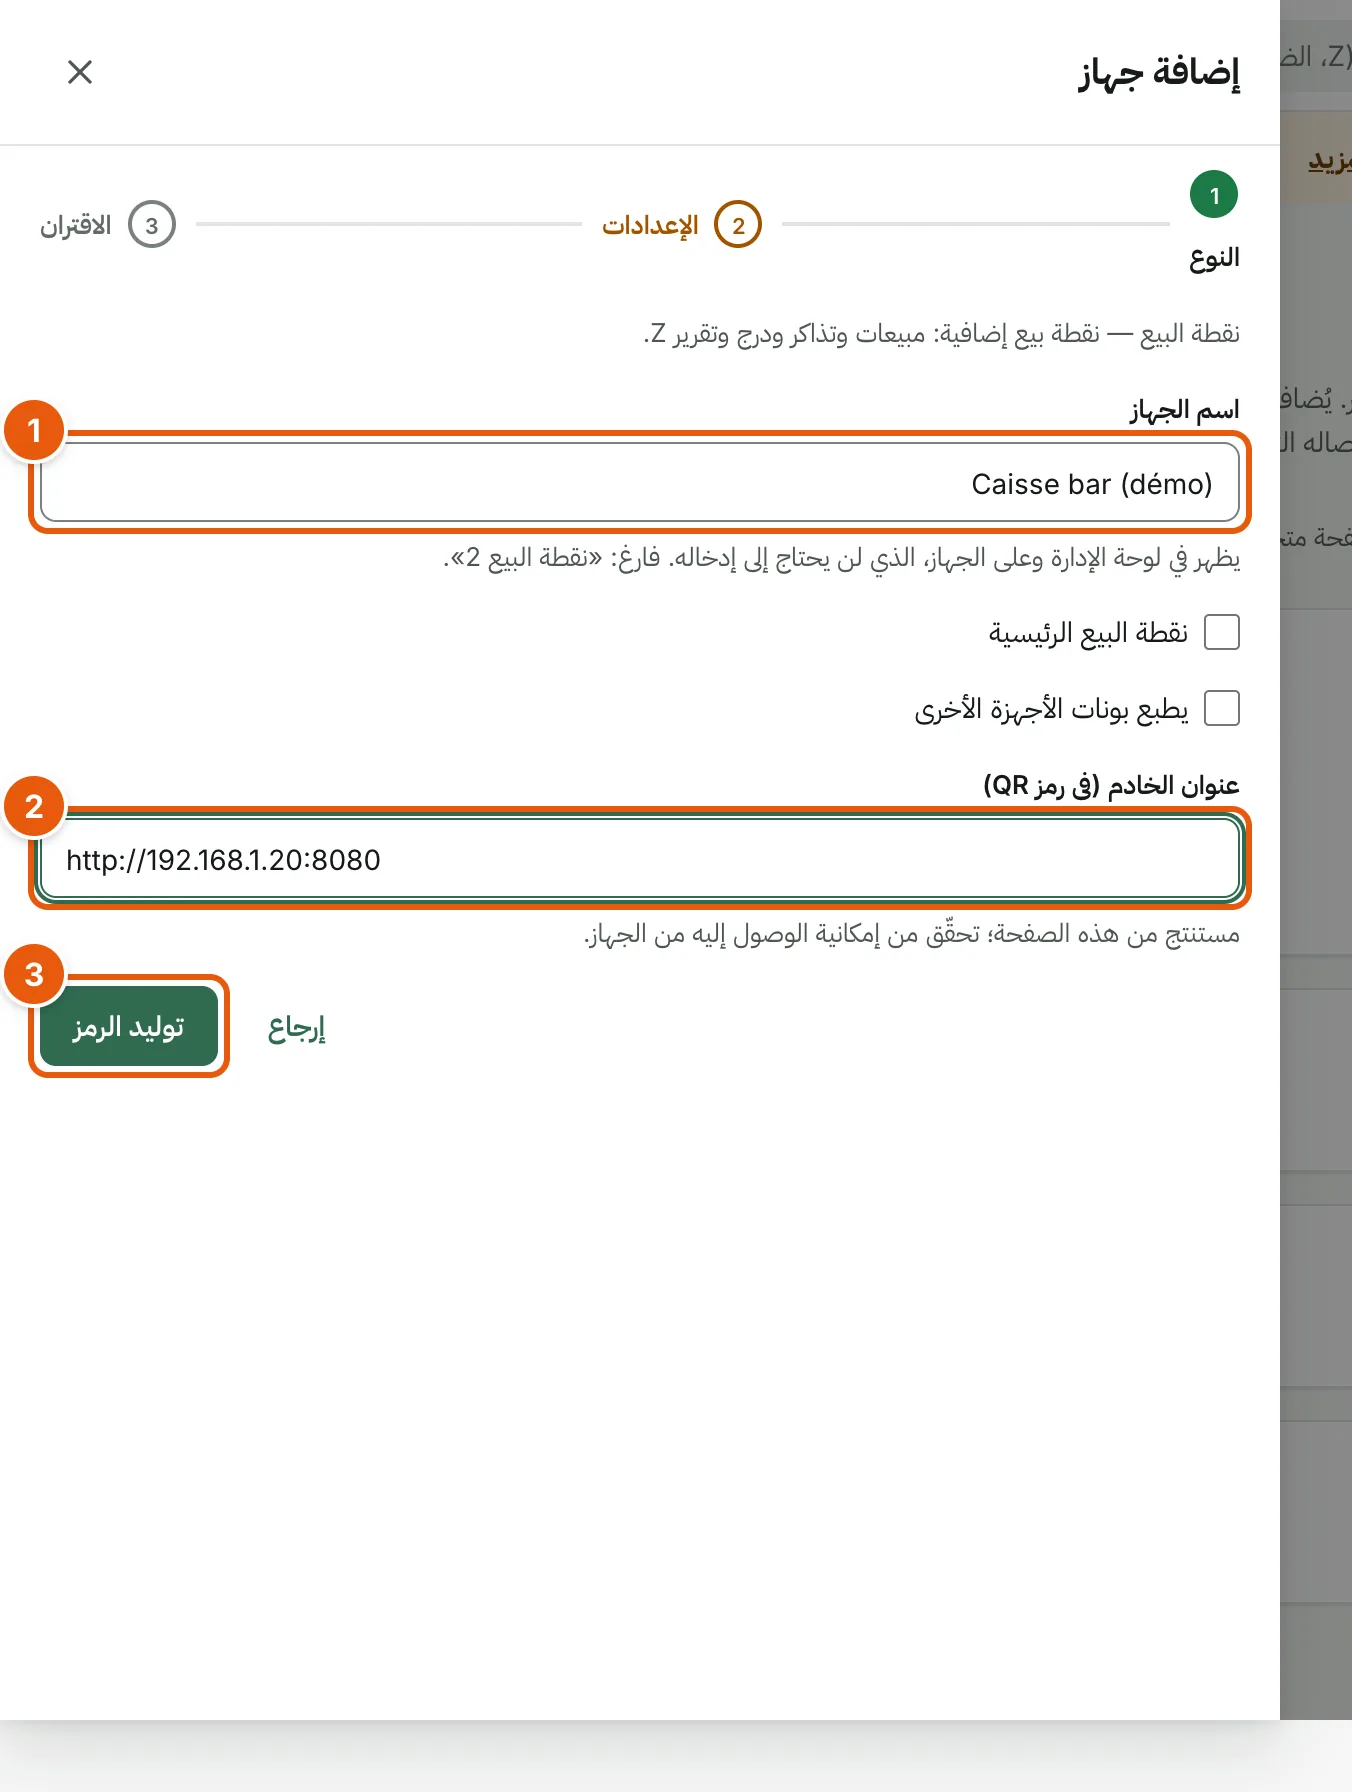 إضافة جهاز
1
النوع
2 الإعدادات
3 الاقتران
نقطة البيع — نقطة بيع إضافية: مبيعات وتذاكر ودرج وتقرير Z.
اسم الجهاز
1
Caisse bar (démo)
يظهر في لوحة الإدارة وعلى الجهاز، الذي لن يحتاج إلى إدخاله. فارغ: «نقطة البيع 2».
نقطة البيع الرئيسية
يطبع بونات الأجهزة الأخرى
عنوان الخادم (في رمز QR)
2
http://192.168.1.20:8080
مستنتج من هذه الصفحة؛ تحقّق من إمكانية الوصول إليه من الجهاز.
3
إرجاع
توليد الرمز